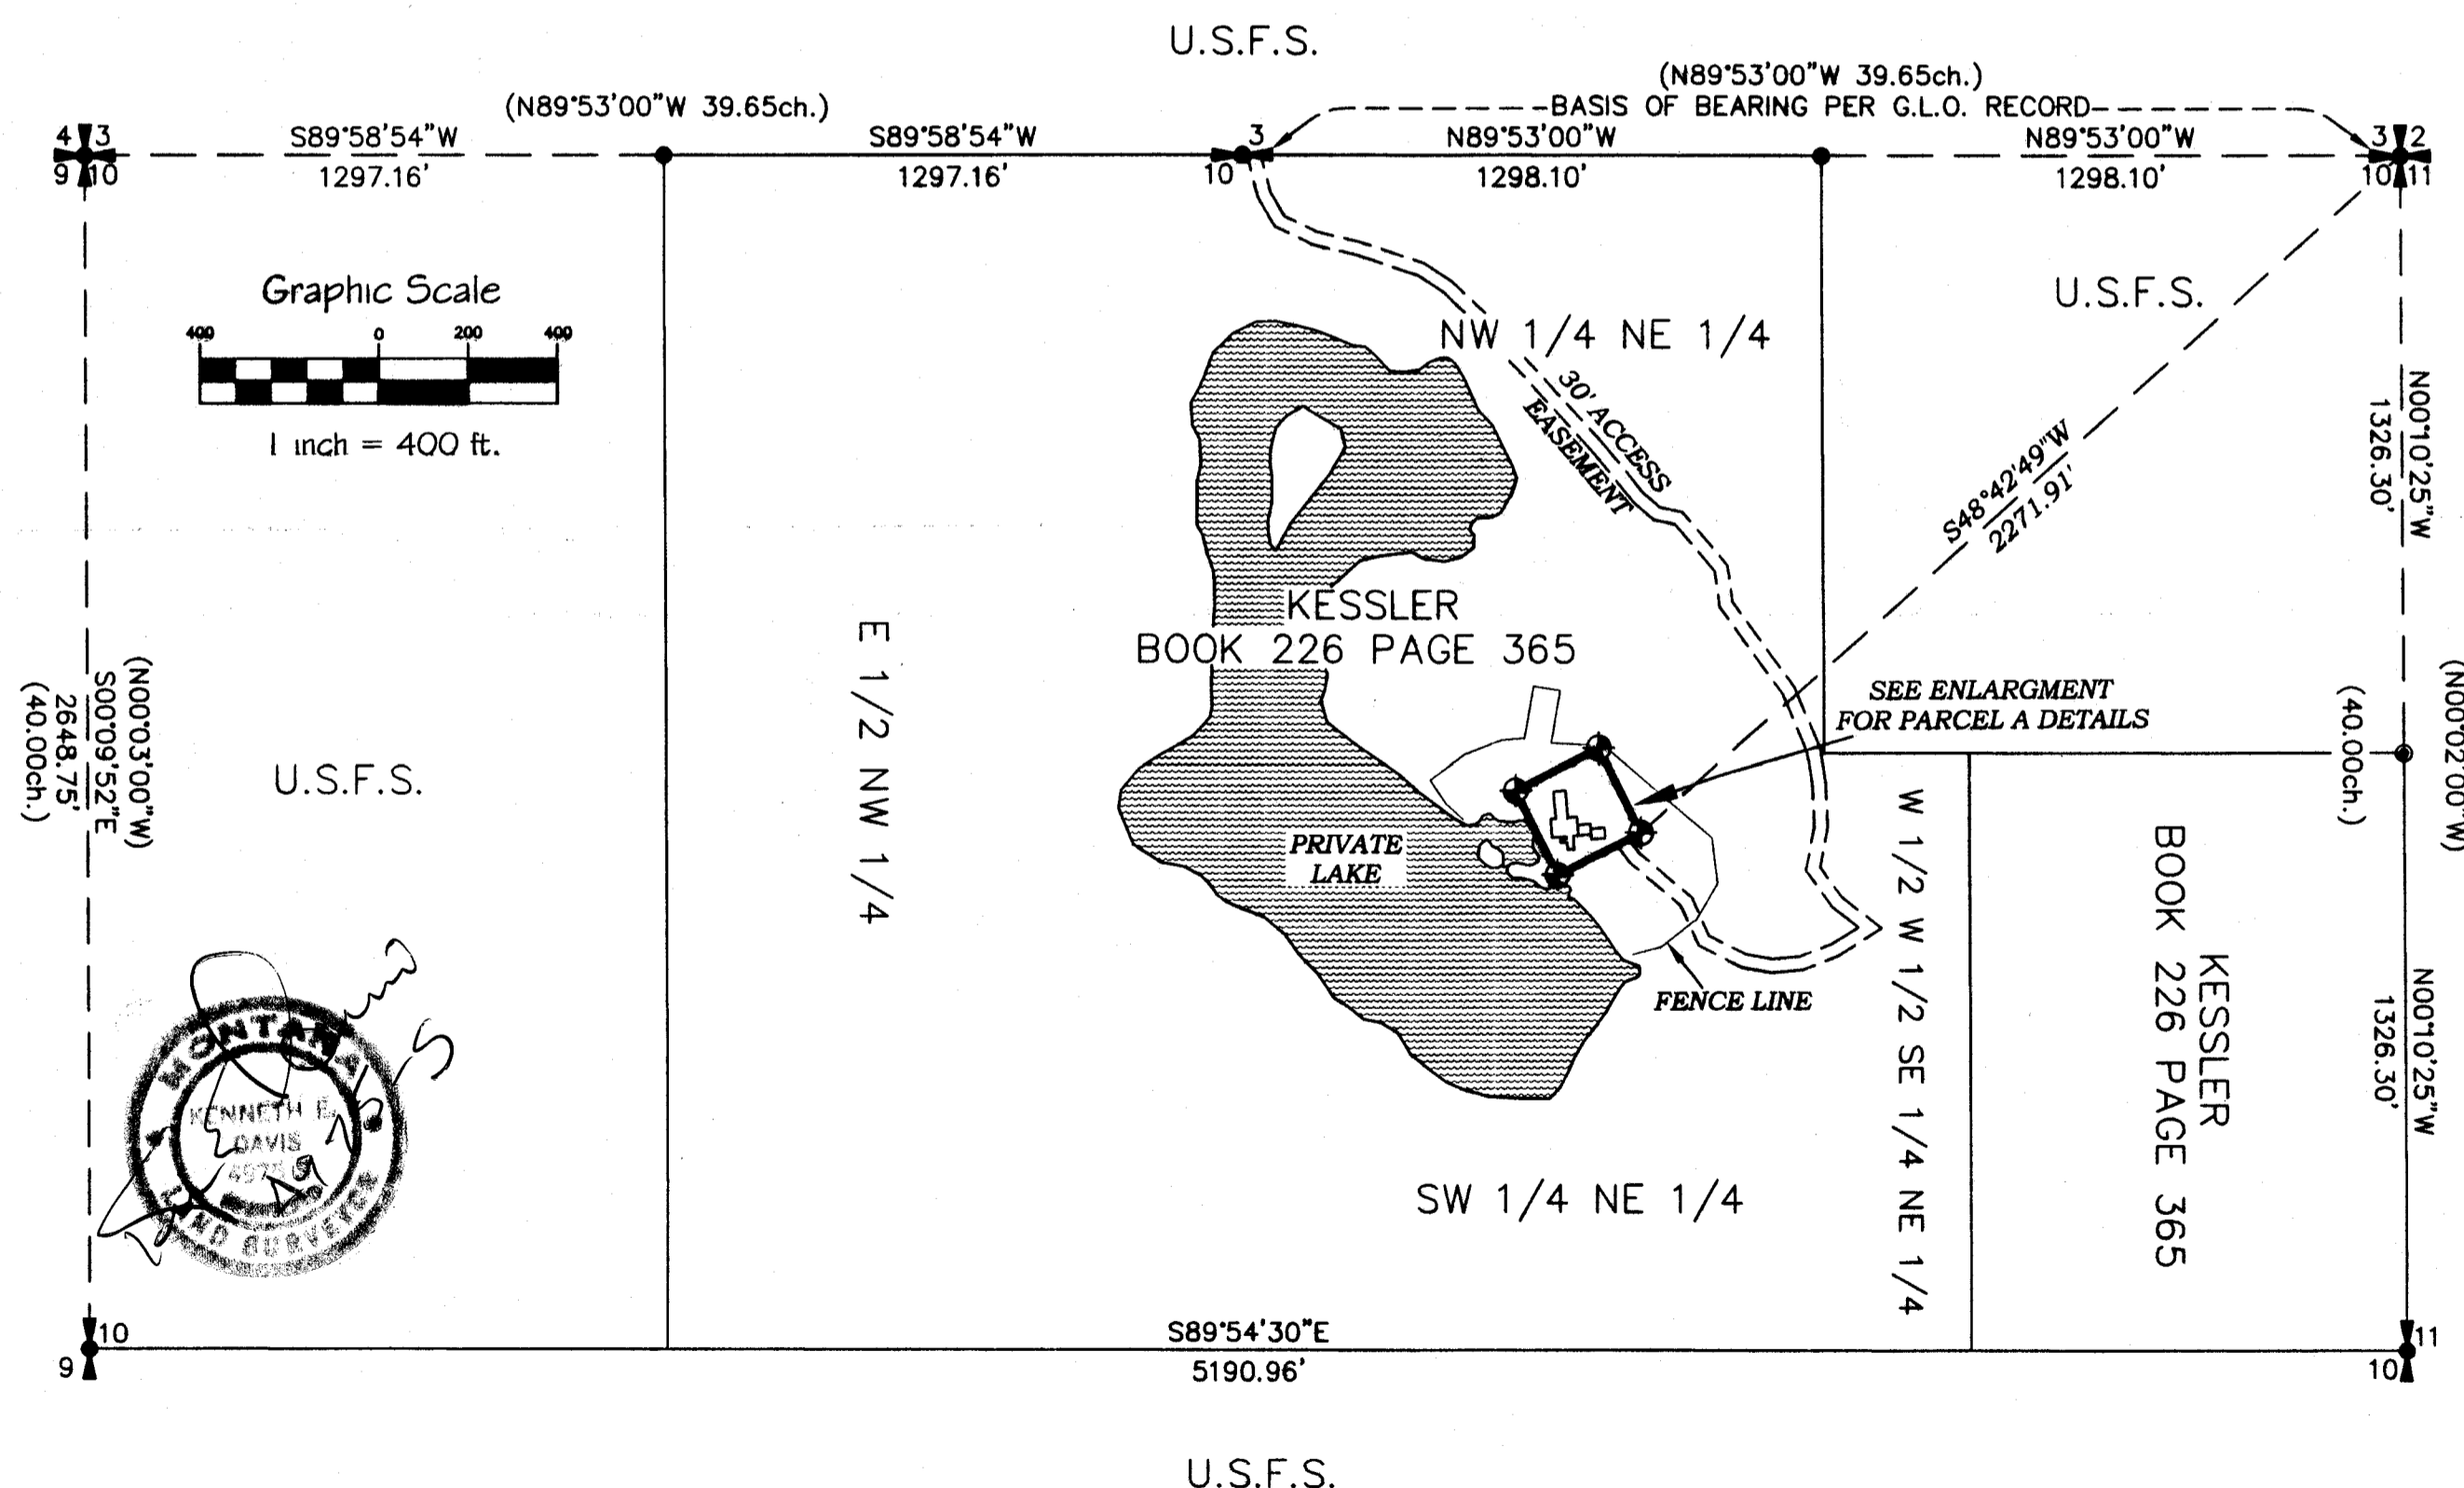 U.S.F.S.
(N89°53'00"W 39.65ch.)
(N89°53'00"W 39.65ch.)
BASIS OF BEARING PER G.L.O. RECORD
4 3
S89°58'54"W
S89°58'54"W
3
N89°53'00"W
N89°53'00"W
3 2
9 10
1297.16'
1297.16'
10
1298.10'
1298.10'
10 11
Graphic Scale
400 0 200 400
1 inch = 400 ft.
U.S.F.S.
NW 1/4 NE 1/4
30' ACCESS
EASEMENT
N00°10'25"W
1326.30'
S48°42'49"W
2271.91'
KESSLER
BOOK 226 PAGE 365
E 1/2 NW 1/4
(N00°03'00"W)
S00°09'52"E
2648.75'
(40.00ch.)
U.S.F.S.
SEE ENLARGMENT
FOR PARCEL A DETAILS
(N00°02'00"W)
(40.00ch.)
PRIVATE
LAKE
W 1/2 W 1/2 SE 1/4 NE 1/4
KESSLER
BOOK 226 PAGE 365
N00°10'25"W
1326.30'
FENCE LINE
MONTANA
KENNETH E.
DAVIS
LAND SURVEYOR
SW 1/4 NE 1/4
10
S89°54'30"E
11
9
5190.96'
10
U.S.F.S.